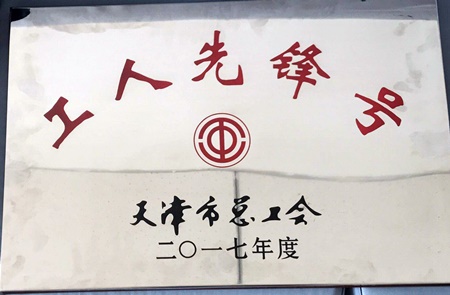 工人先锋号
天津市总工会
二〇一七年度